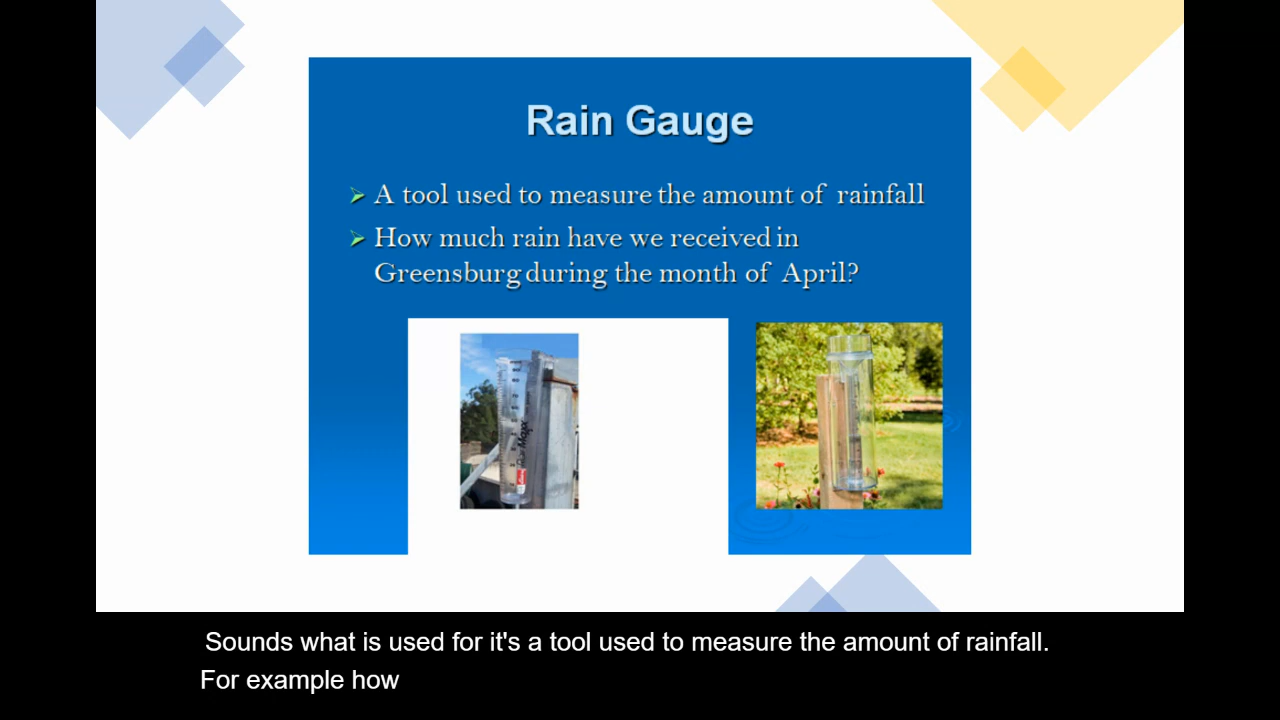 Rain Gauge
A tool used to measure the amount of rainfall
How much rain have we received in
Greensburg during the month of April?
Sounds what is used for it's a tool used to measure the amount of rainfall.
For example how